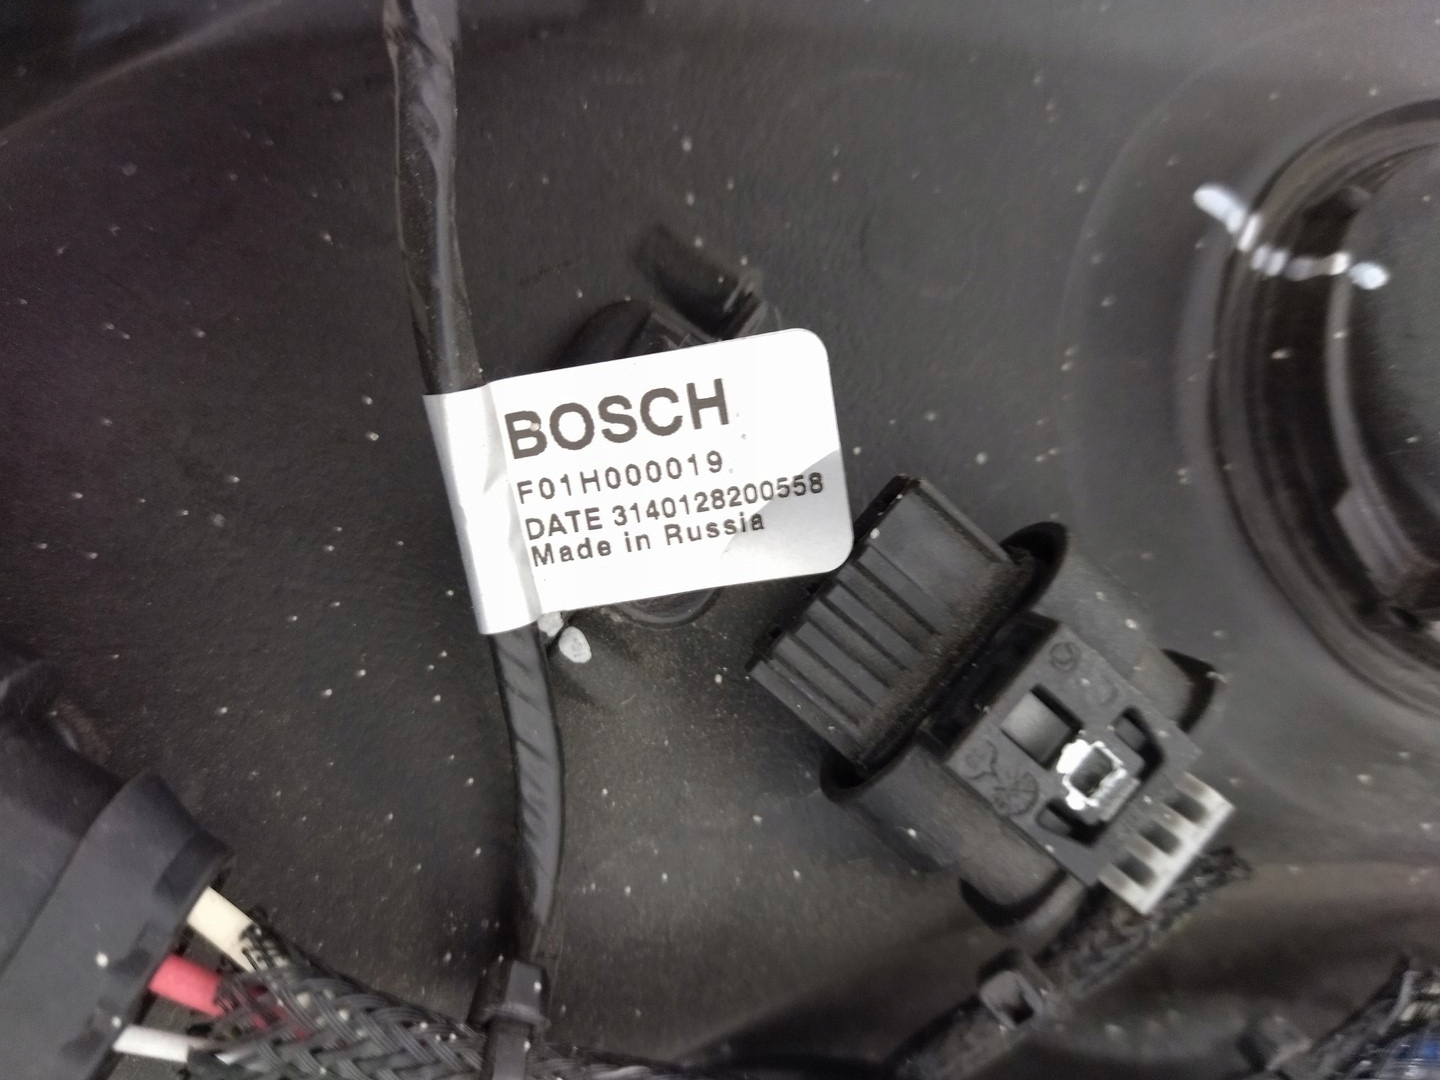 BOSCH
F01H000019
DATE 3140128200558
Made in Russia